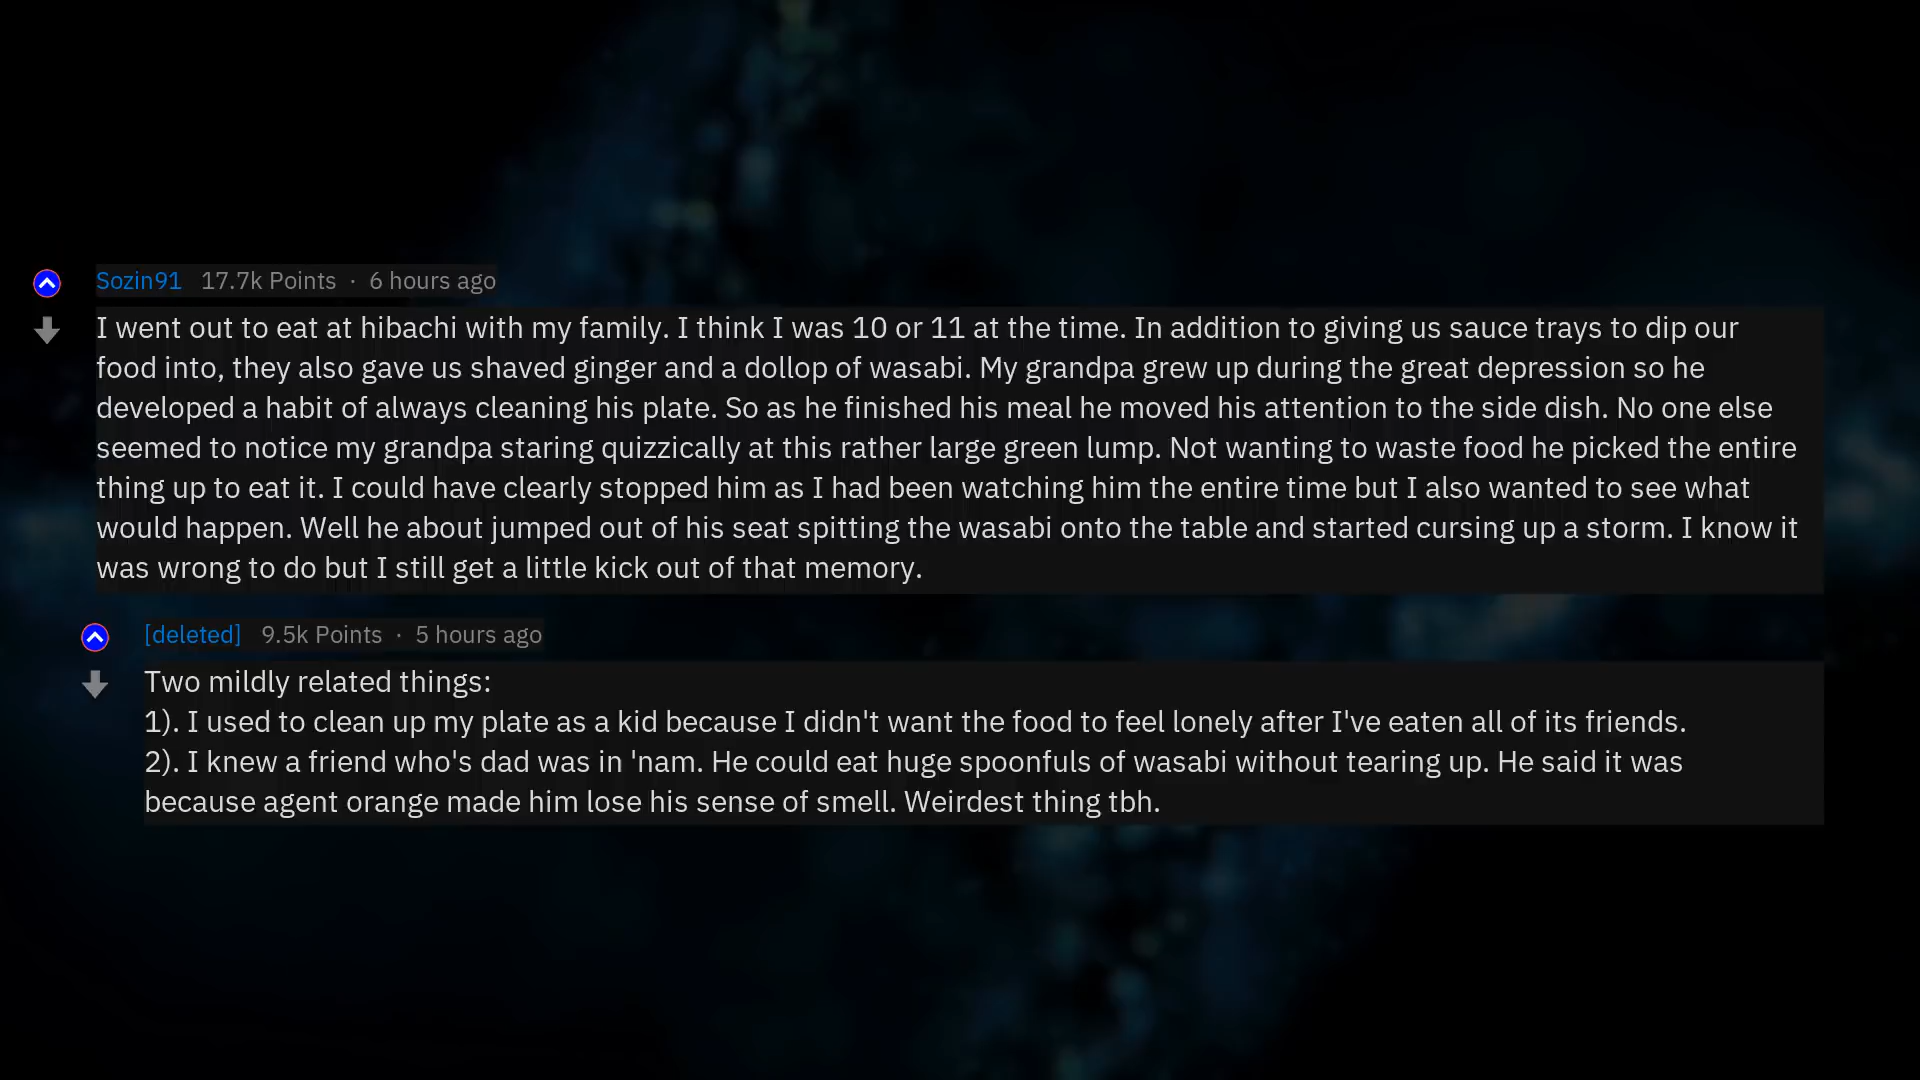 Sozin91 17.7k Points · 6 hours ago
I went out to eat at hibachi with my family. I think I was 10 or 11 at the time. In addition to giving us sauce trays to dip our
food into, they also gave us shaved ginger and a dollop of wasabi. My grandpa grew up during the great depression so he
developed a habit of always cleaning his plate. So as he finished his meal he moved his attention to the side dish. No one else
seemed to notice my grandpa staring quizzically at this rather large green lump. Not wanting to waste food he picked the entire
thing up to eat it. I could have clearly stopped him as I had been watching him the entire time but I also wanted to see what
would happen. Well he about jumped out of his seat spitting the wasabi onto the table and started cursing up a storm. I know it
was wrong to do but I still get a little kick out of that memory.
[deleted] 9.5k Points · 5 hours ago
Two mildly related things:
1). I used to clean up my plate as a kid because I didn't want the food to feel lonely after I've eaten all of its friends.
2). I knew a friend who's dad was in 'nam. He could eat huge spoonfuls of wasabi without tearing up. He said it was
because agent orange made him lose his sense of smell. Weirdest thing tbh.